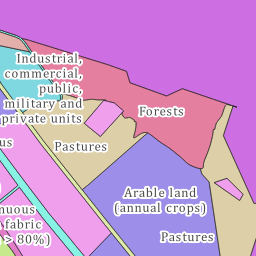 Industrial,
commercial,
public,
military and
private units
Forests
Pastures
Arable land
(annual crops)
Pastures
fabric
> 80%)